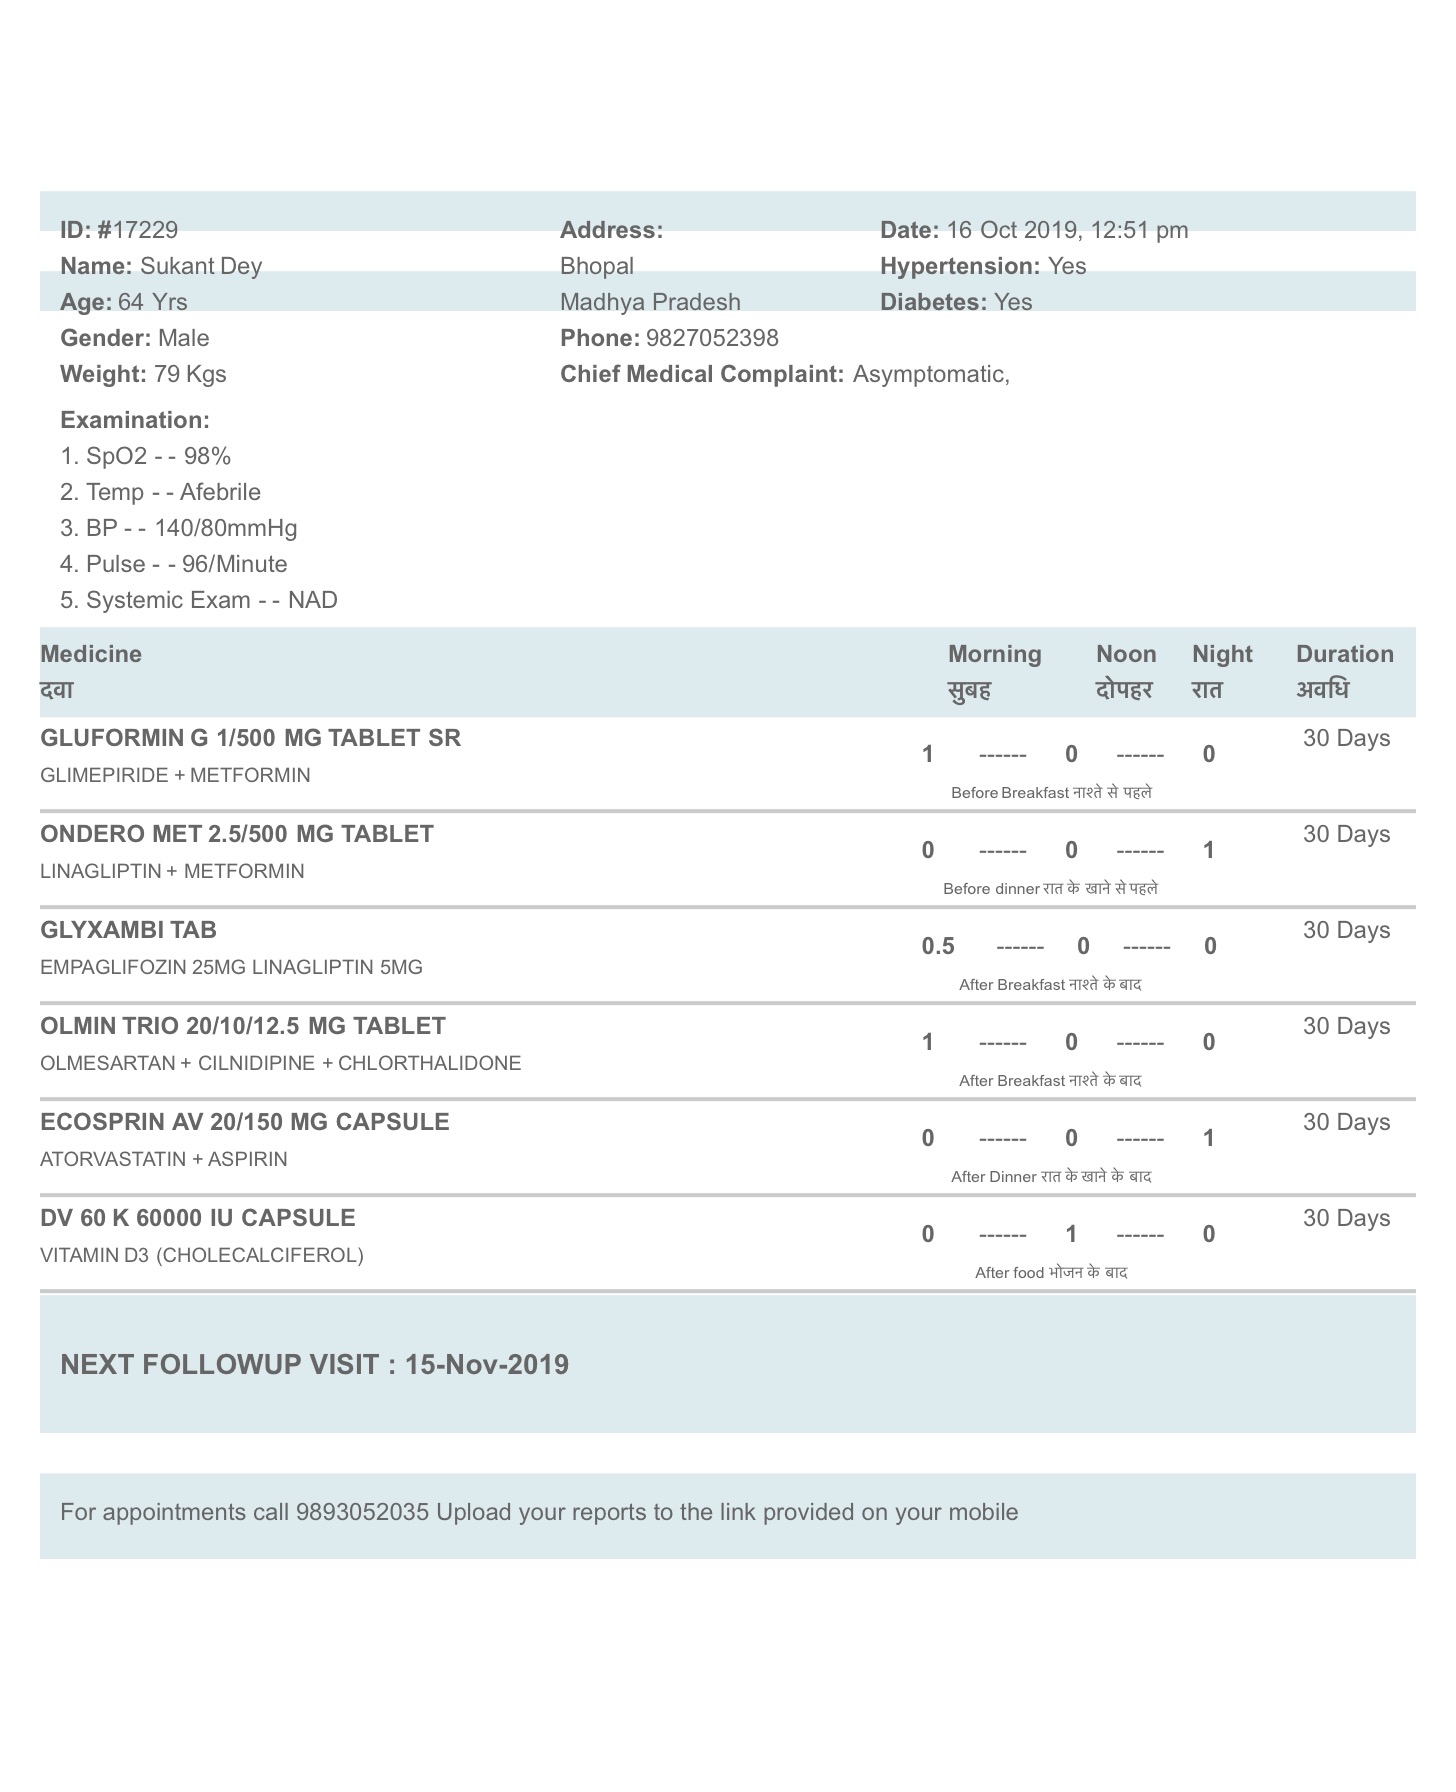 ID: #17229 Address: Date: 16 Oct 2019, 12:51 pm
Name: Sukant Dey Bhopal Hypertension: Yes
Age: 64 Yrs Madhya Pradesh Diabetes: Yes
Gender: Male Phone: 9827052398
Weight: 79 Kgs Chief Medical Complaint: Asymptomatic,
Examination:
1. SpO2 - - 98%
2. Temp - - Afebrile
3. BP - - 140/80mmHg
4. Pulse - - 96/Minute
5. Systemic Exam - - NAD
Medicine Morning Noon Night Duration
दवा सुबह दोपहर रात अवधि
GLUFORMIN G 1/500 MG TABLET SR 1 ------ 0 ------ 0 30 Days
GLIMEPIRIDE + METFORMIN
Before Breakfast नाश्ते से पहले
ONDERO MET 2.5/500 MG TABLET 0 ------ 0 ------ 1 30 Days
LINAGLIPTIN + METFORMIN
Before dinner रात के खाने से पहले
GLYXAMBI TAB 0.5 ------ 0 ------ 0 30 Days
EMPAGLIFOZIN 25MG LINAGLIPTIN 5MG
After Breakfast नाश्ते के बाद
OLMIN TRIO 20/10/12.5 MG TABLET 1 ------ 0 ------ 0 30 Days
OLMESARTAN + CILNIDIPINE + CHLORTHALIDONE
After Breakfast नाश्ते के बाद
ECOSPRIN AV 20/150 MG CAPSULE 0 ------ 0 ------ 1 30 Days
ATORVASTATIN + ASPIRIN
After Dinner रात के खाने के बाद
DV 60 K 60000 IU CAPSULE 0 ------ 1 ------ 0 30 Days
VITAMIN D3 (CHOLECALCIFEROL)
After food भोजन के बाद
NEXT FOLLOWUP VISIT : 15-Nov-2019
For appointments call 9893052035 Upload your reports to the link provided on your mobile